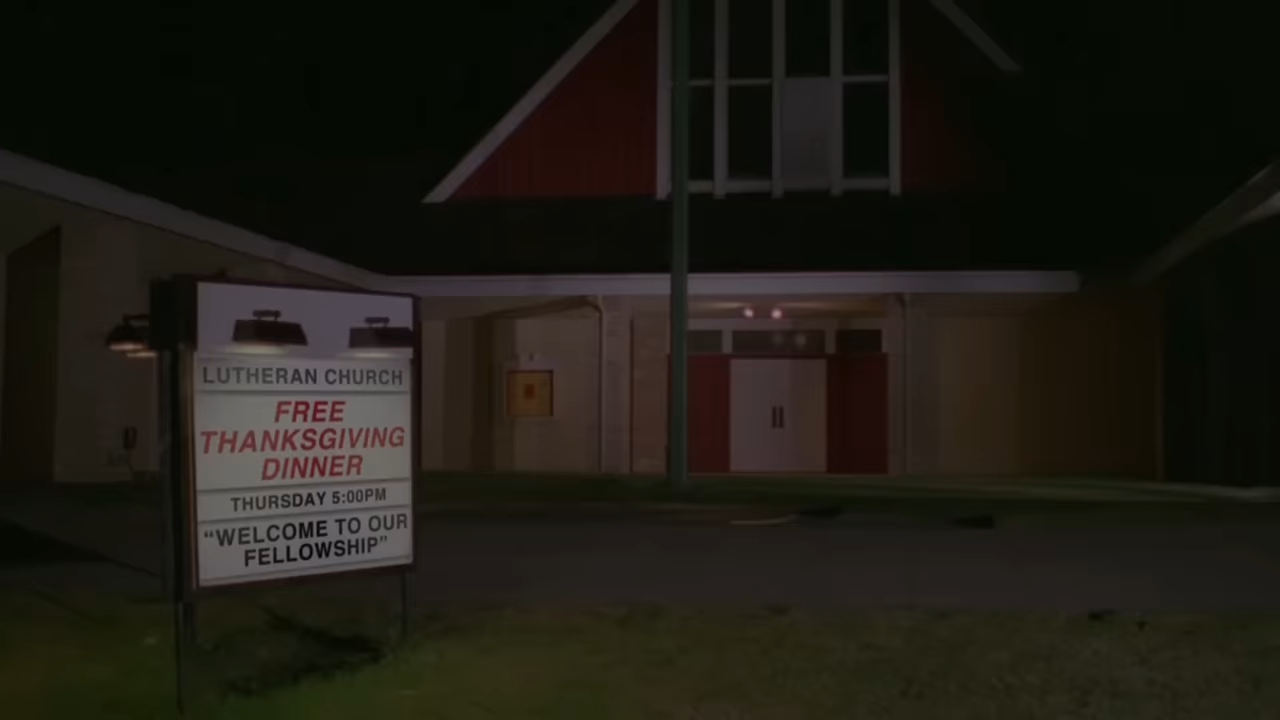 LUTHERAN CHURCH
FREE
THANKSGIVING
DINNER
THURSDAY 5:00PM
“WELCOME TO OUR
FELLOWSHIP”